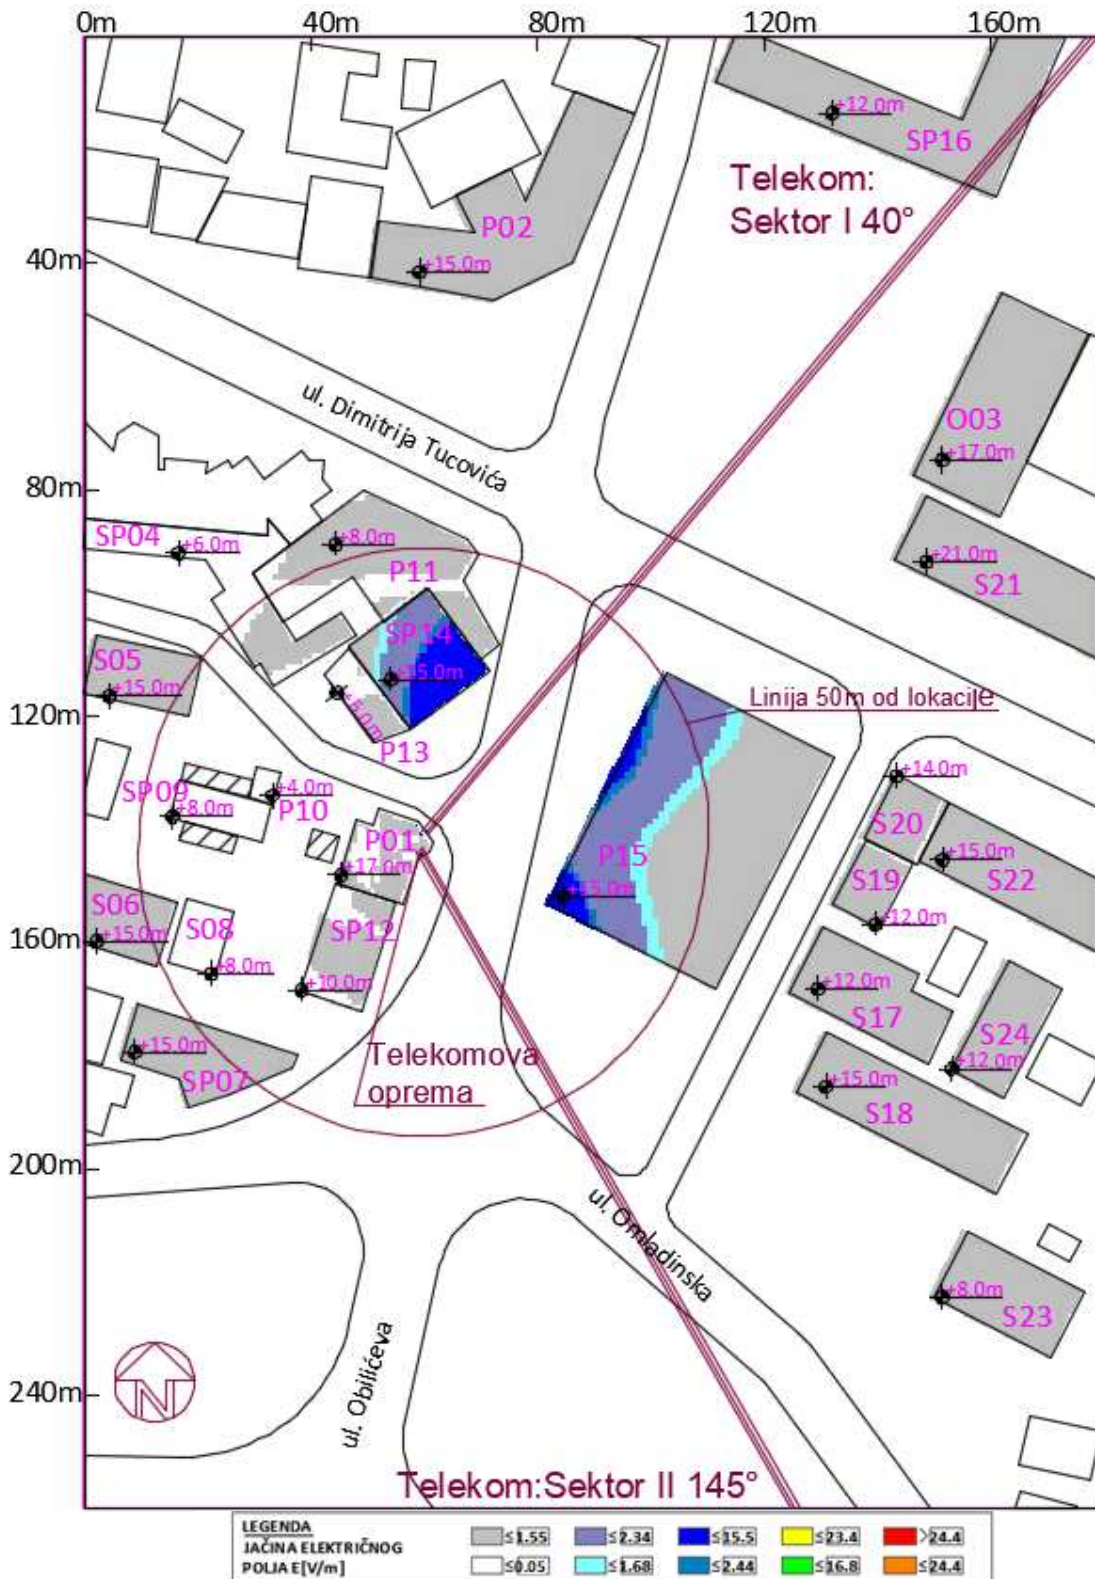 0m 40m 80m 120m 160m
+12.0m
SP16
Telekom:
Sektor I 40°
P02
+15.0m
40m
ul. Dimitrija Tucovića
O03
+17.0m
80m
SP04
+6.0m
+8.0m
P11
+21.0m
S21
SP14
+15.0m
S05
+15.0m
+5.0m
P13
Linija 50m od lokacije
120m
+14.0m
SP09
+8.0m
+4.0m
P10
P01
+17.0m
P15
+15.0m
S20
+15.0m
S22
S19
+12.0m
S06
+15.0m
S08
+8.0m
SP12
+10.0m
160m
+12.0m
S17
S24
+12.0m
+15.0m
SP07
+15.0m
S18
Telekomova
oprema
200m
ul. Omladinska
+8.0m
S23
240m
N
ul. Obilićeva
Telekom:Sektor II 145°
LEGENDA
JAČINA ELEKTRIČNOG
POLJA E[V/m]
≤1.55 ≤2.34 ≤15.5 ≤23.4 >24.4
≤0.05 ≤1.68 ≤2.44 ≤16.8 ≤24.4